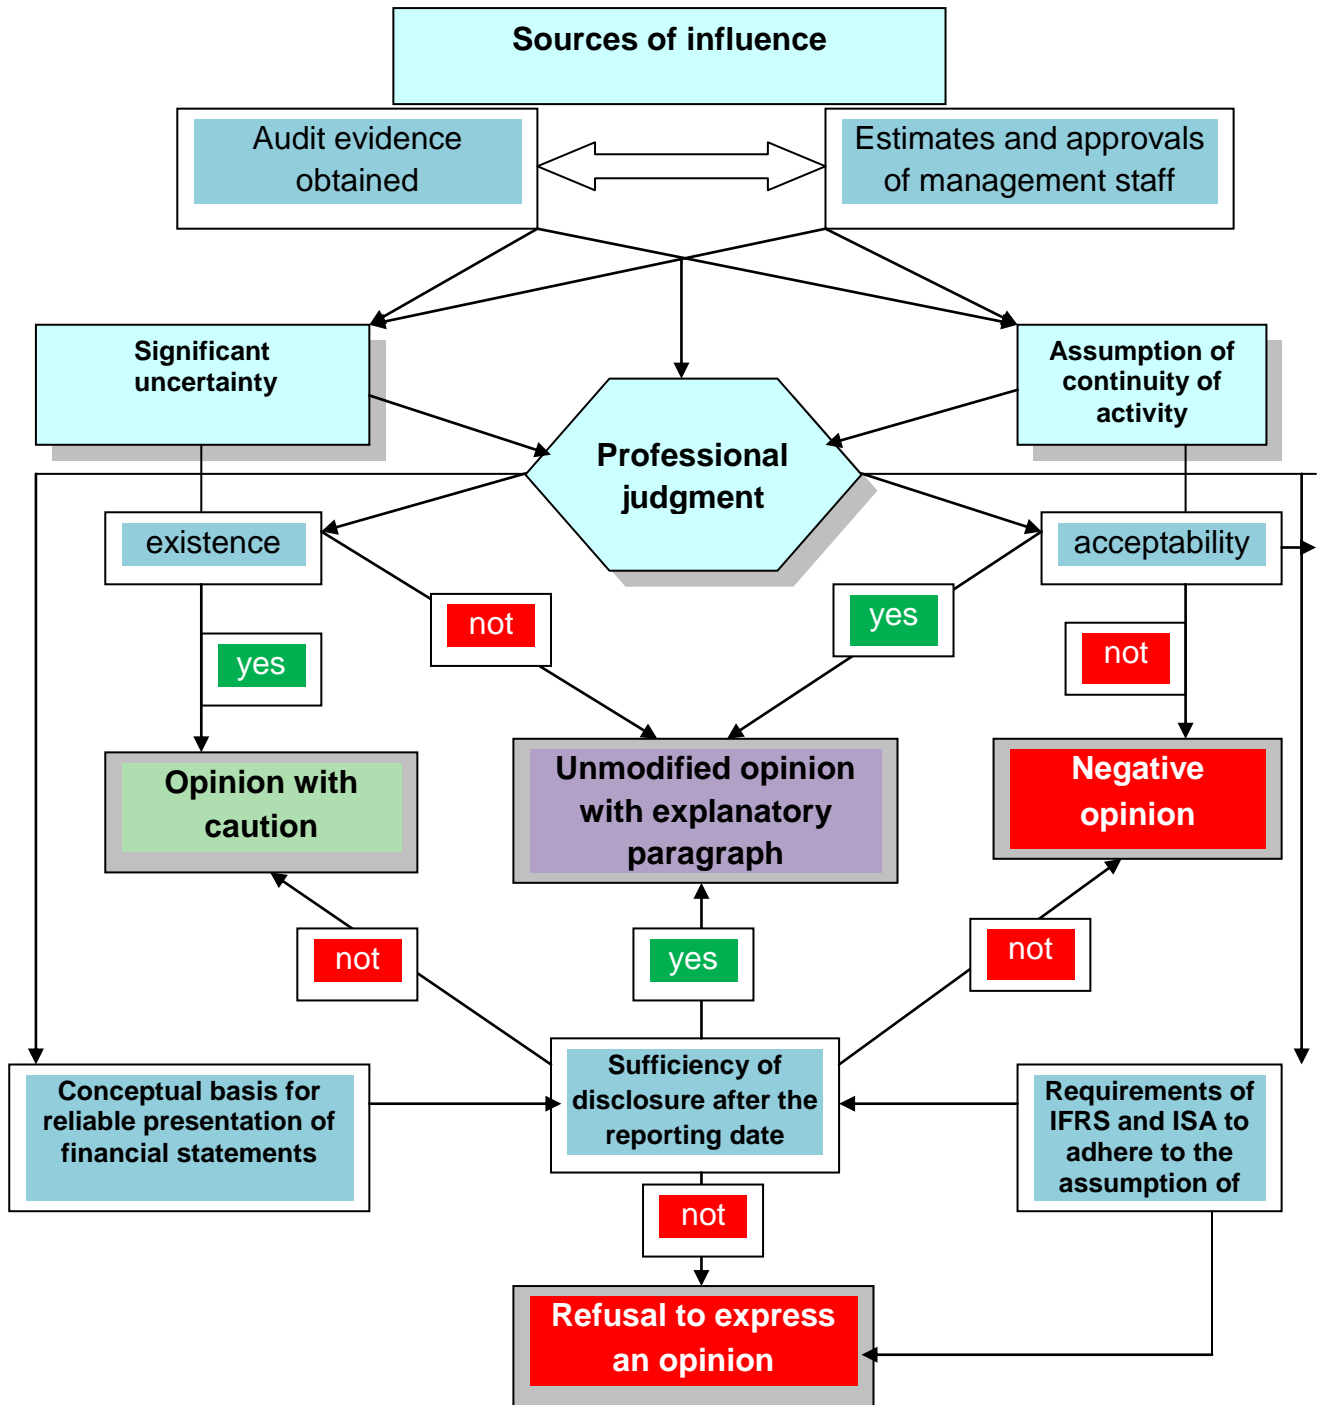 Sources of influence
Audit evidence
obtained
Estimates and approvals
of management staff
Significant
uncertainty
Assumption of
continuity of
activity
Professional
judgment
existence
acceptability
not
yes
yes
not
Opinion with
caution
Unmodified opinion
with explanatory
paragraph
Negative
opinion
not
yes
not
Conceptual basis for
reliable presentation of
financial statements
Sufficiency of
disclosure after the
reporting date
Requirements of
IFRS and ISA to
adhere to the
assumption of
not
Refusal to express
an opinion